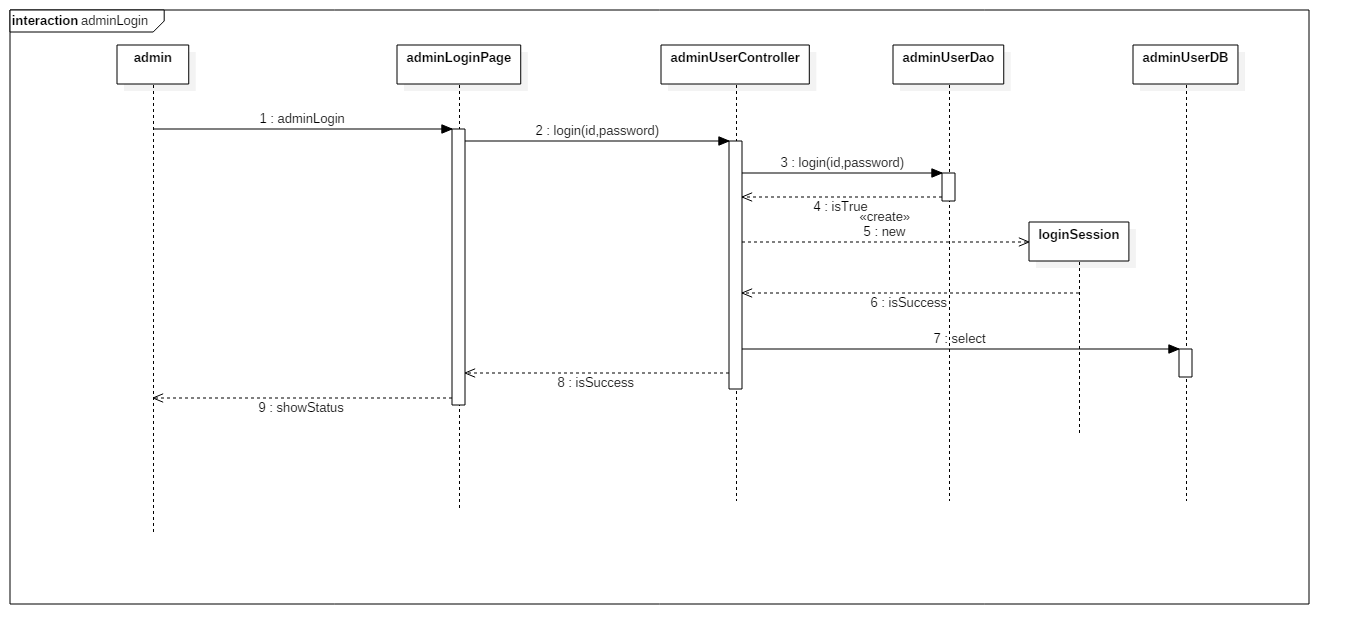 interaction adminLogin
admin
adminLoginPage
adminUserController
adminUserDao
adminUserDB
1 : adminLogin
2 : login(id,password)
3 : login(id,password)
4 : isTrue
«create»
5 : new
loginSession
6 : isSuccess
7 : select
8 : isSuccess
9 : showStatus